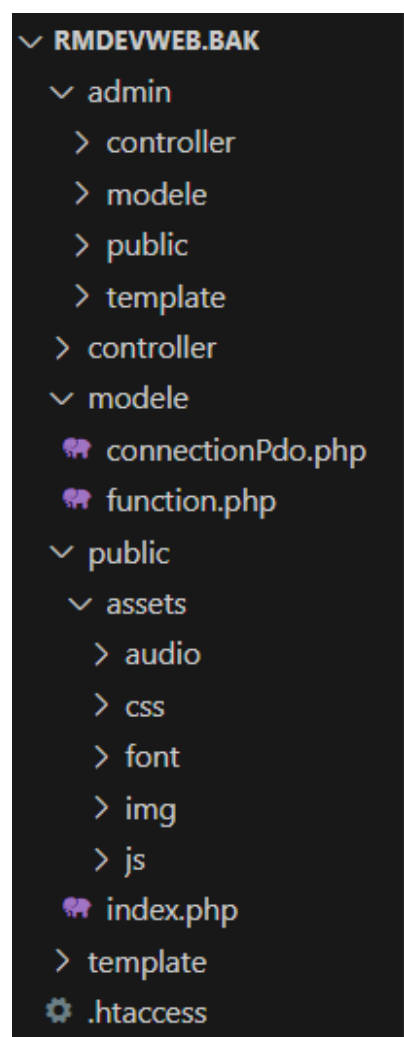 RMDEVWEB.BAK
admin
controller
modele
public
template
controller
modele
connectionPdo.php
function.php
public
assets
audio
css
font
img
js
index.php
template
.htaccess